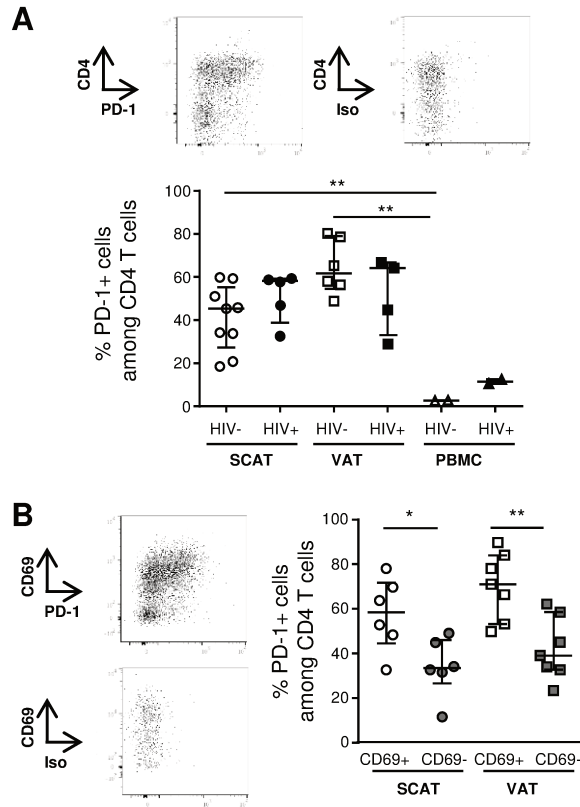 A
CD4
PD-1
CD4
Iso
% PD-1+ cells
among CD4 T cells
100
80
60
40
20
0
**
**
HIV- HIV+ HIV- HIV+ HIV- HIV+
SCAT VAT PBMC
B
CD69
PD-1
CD69
Iso
% PD-1+ cells
among CD4 T cells
100
80
60
40
20
0
* **
CD69+ CD69- CD69+ CD69-
SCAT VAT